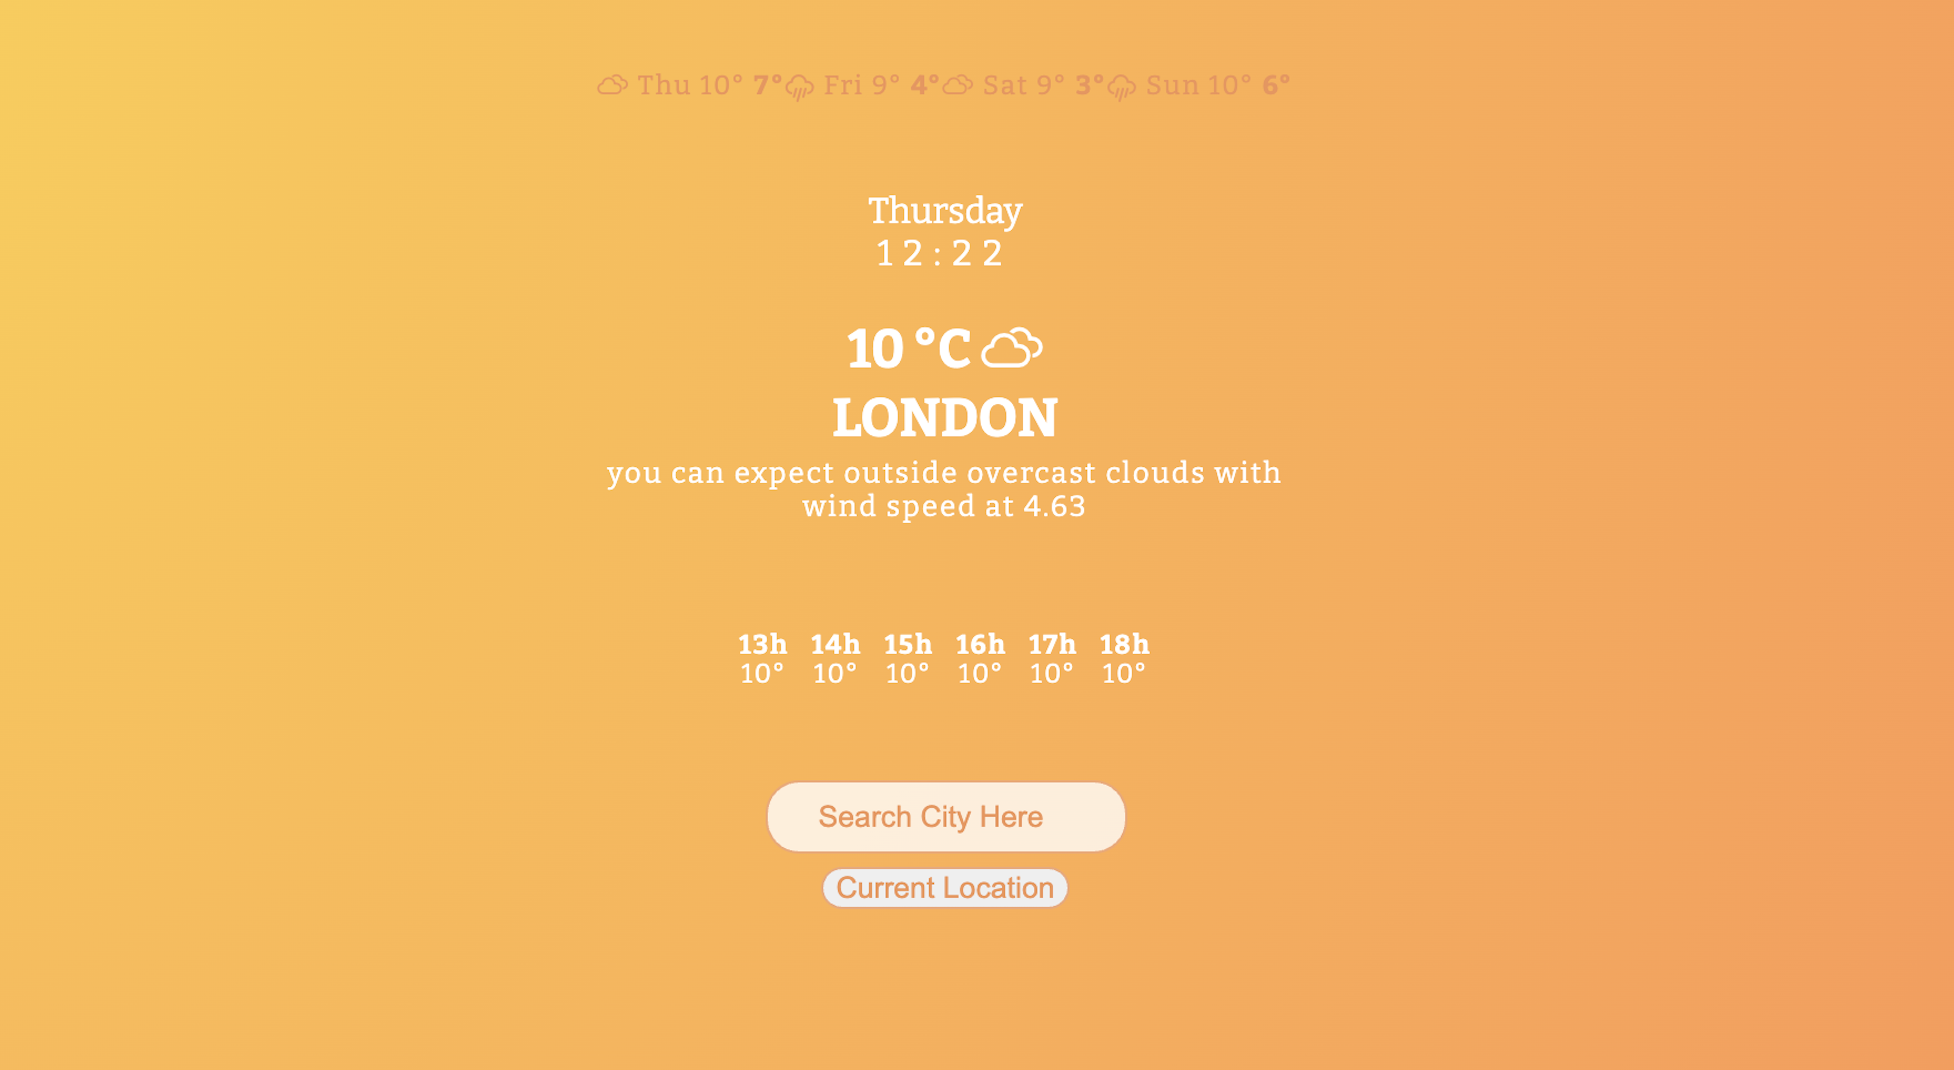 Thu 10° 7° Fri 9° 4° Sat 9° 3° Sun 10° 6°
Thursday
12:22
10 °C
LONDON
you can expect outside overcast clouds with
wind speed at 4.63
13h 14h 15h 16h 17h 18h
10° 10° 10° 10° 10° 10°
Search City Here
Current Location